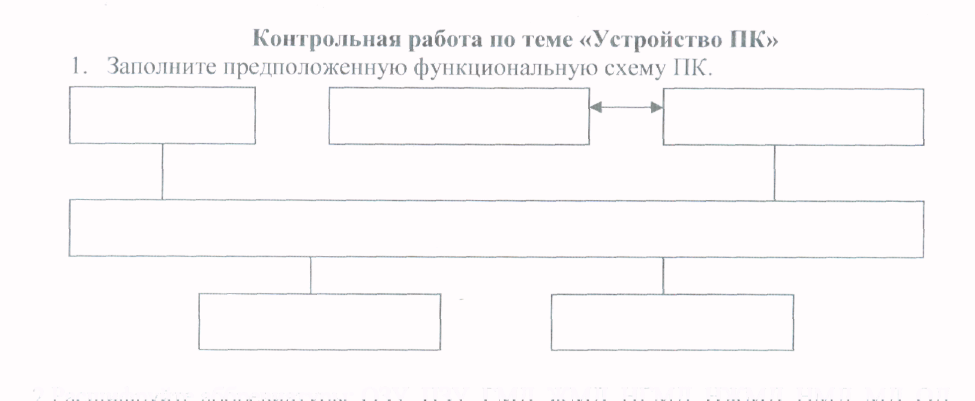 Контрольная работа по теме «Устройство ПК»
1. Заполните предположенную функциональную схему ПК.